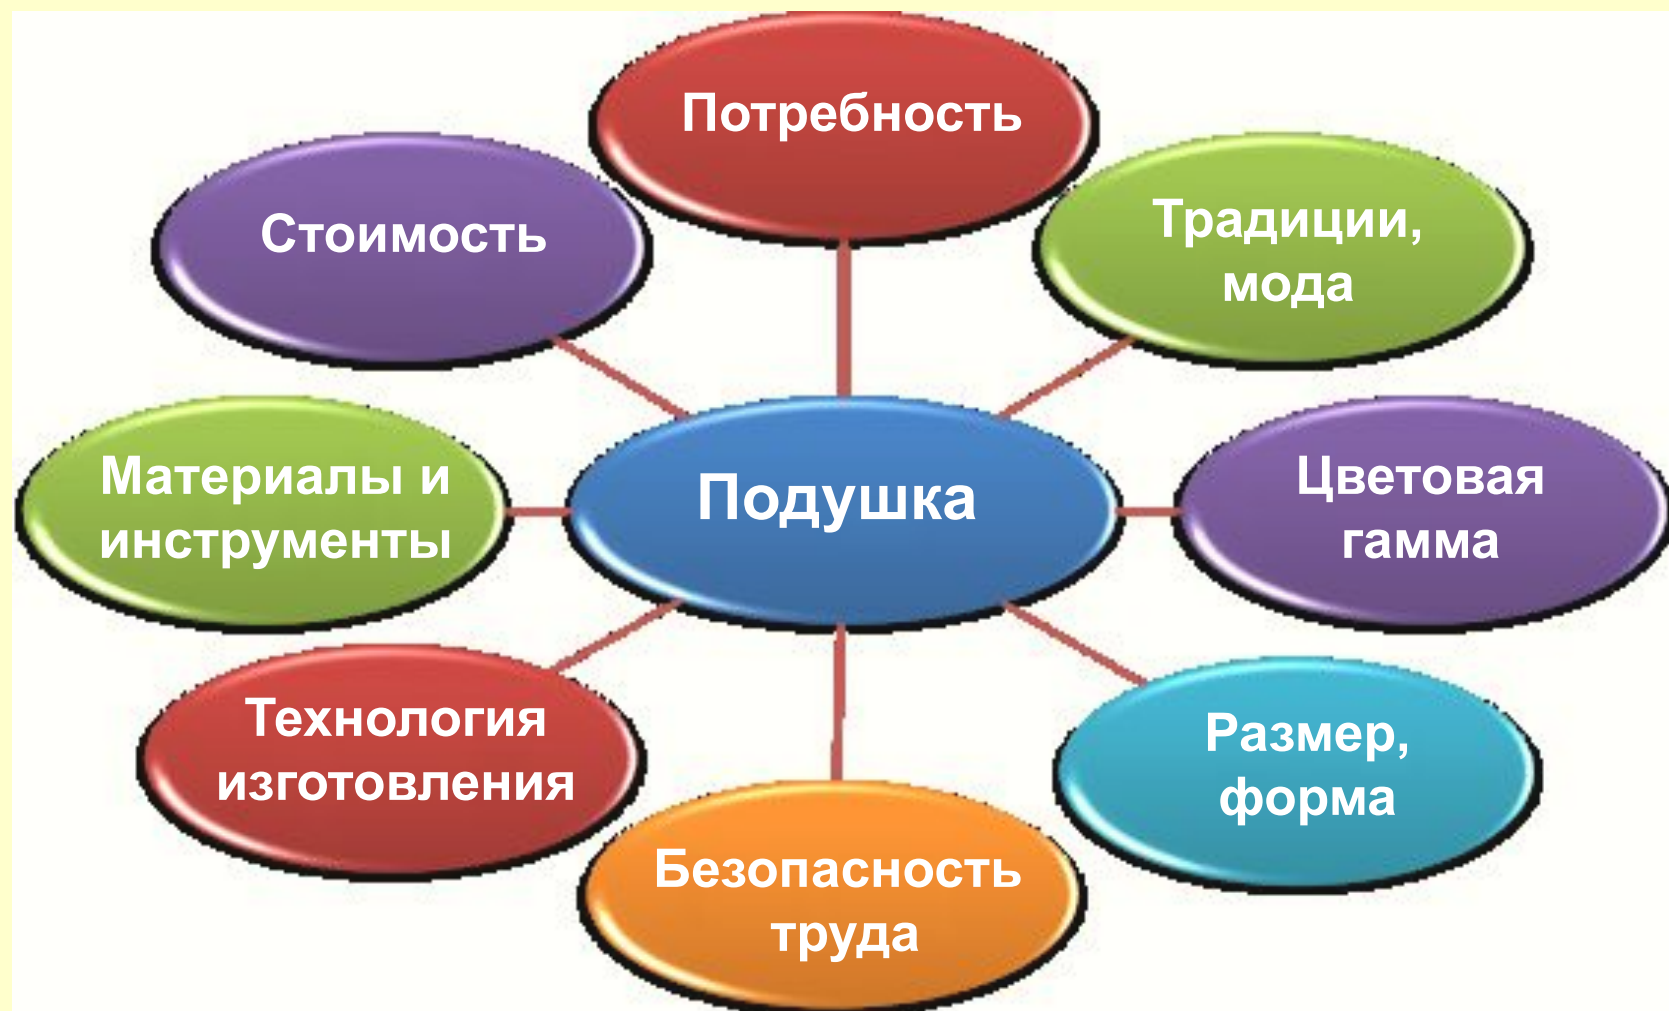 Потребность
Стоимость
Традиции,
мода
Материалы и
инструменты
Подушка
Цветовая
гамма
Технология
изготовления
Размер,
форма
Безопасность
труда